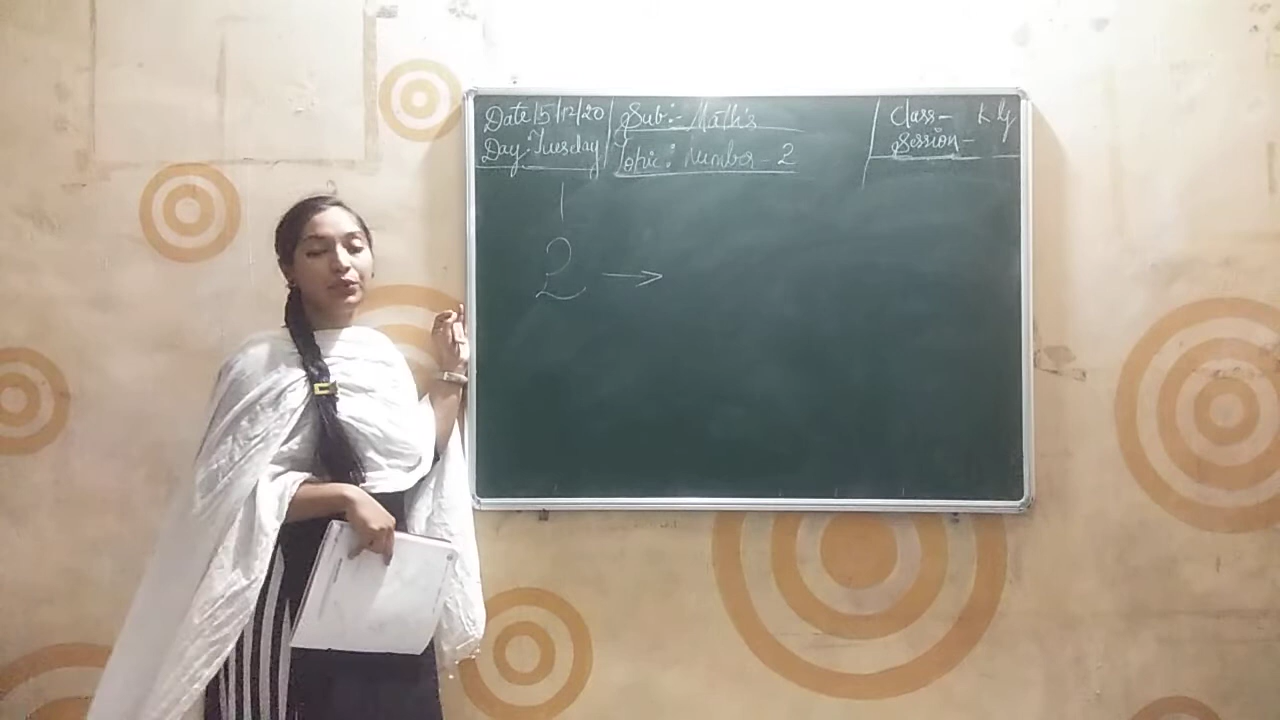 Date 15/12/20
Day: Tuesday
Sub:- Math's
Topic: Number - 2
Class- K G
Session -
1
2 →